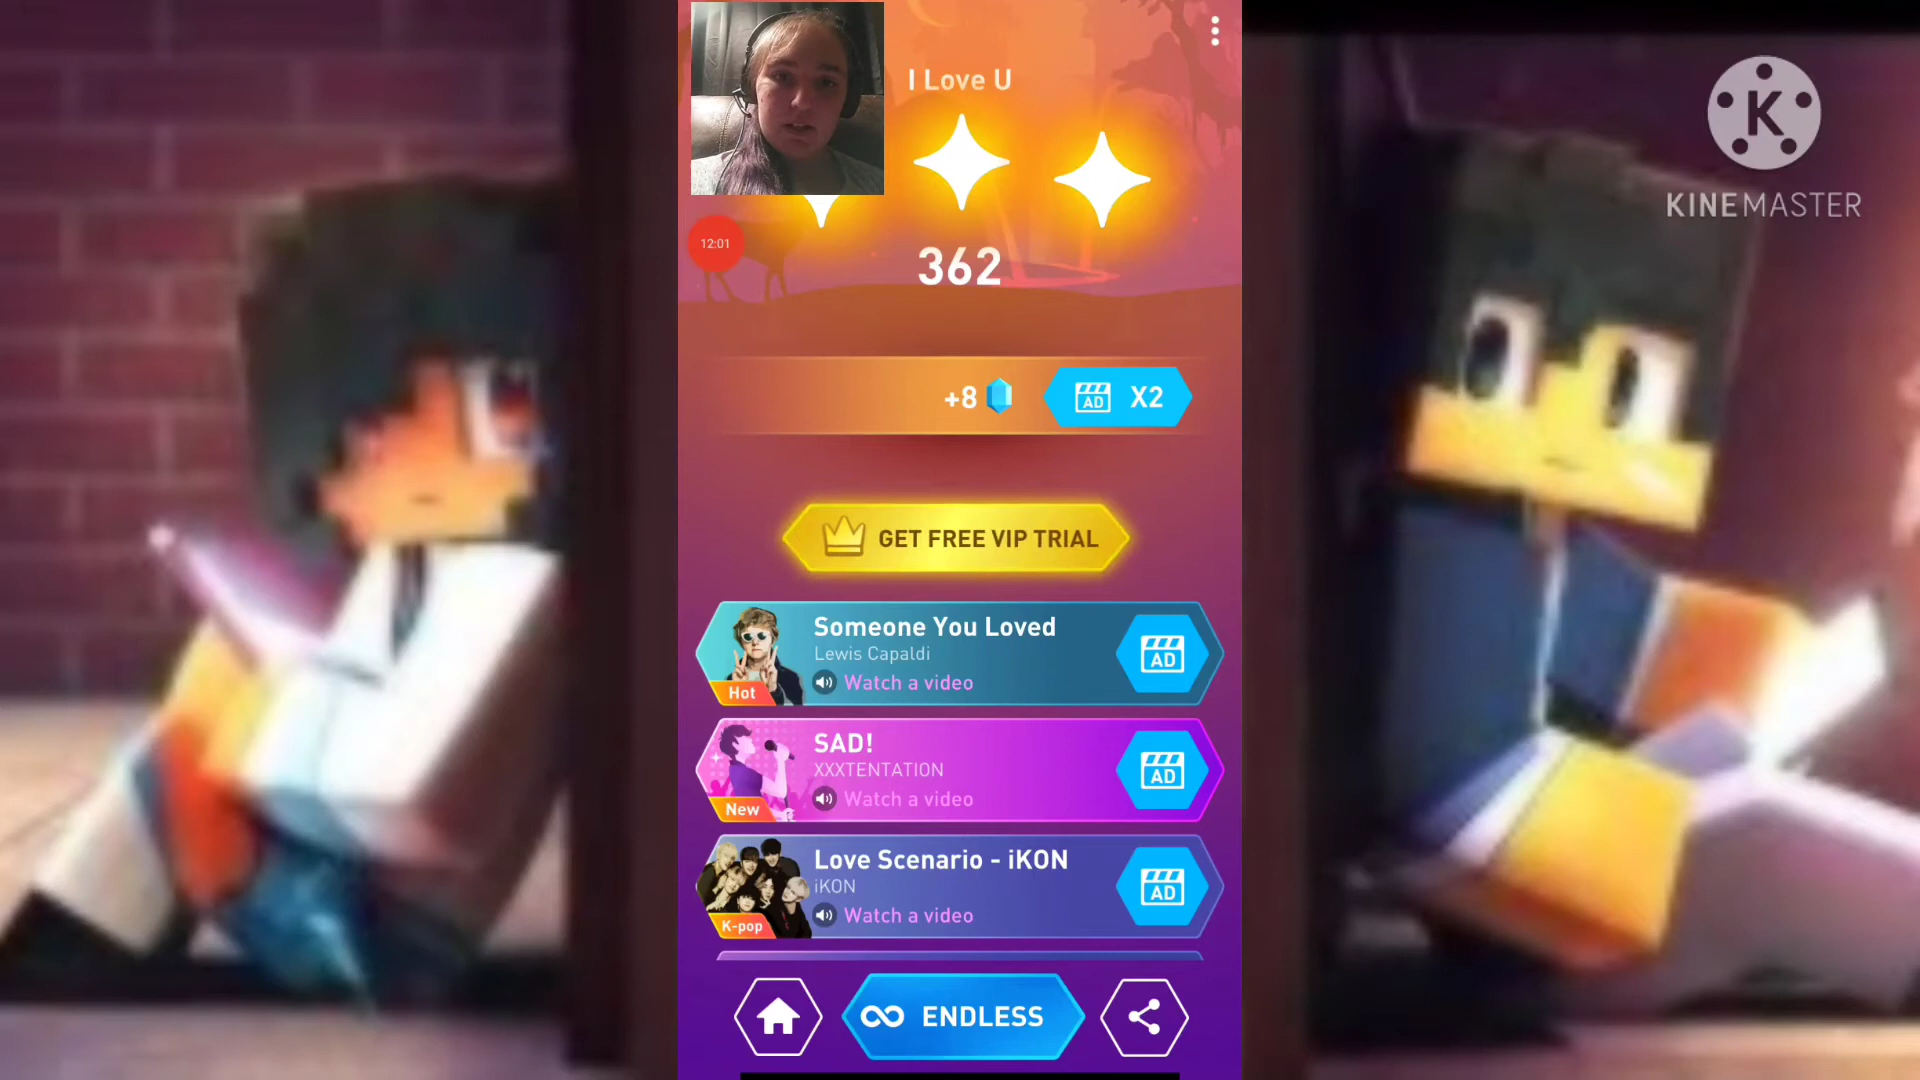 I Love U
12:01
362
+8
AD X2
GET FREE VIP TRIAL
Someone You Loved
Lewis Capaldi
Watch a video
Hot
AD
SAD!
XXXTENTATION
Watch a video
New
AD
Love Scenario - iKON
iKON
Watch a video
K-pop
AD
ENDLESS
K
KINEMASTER